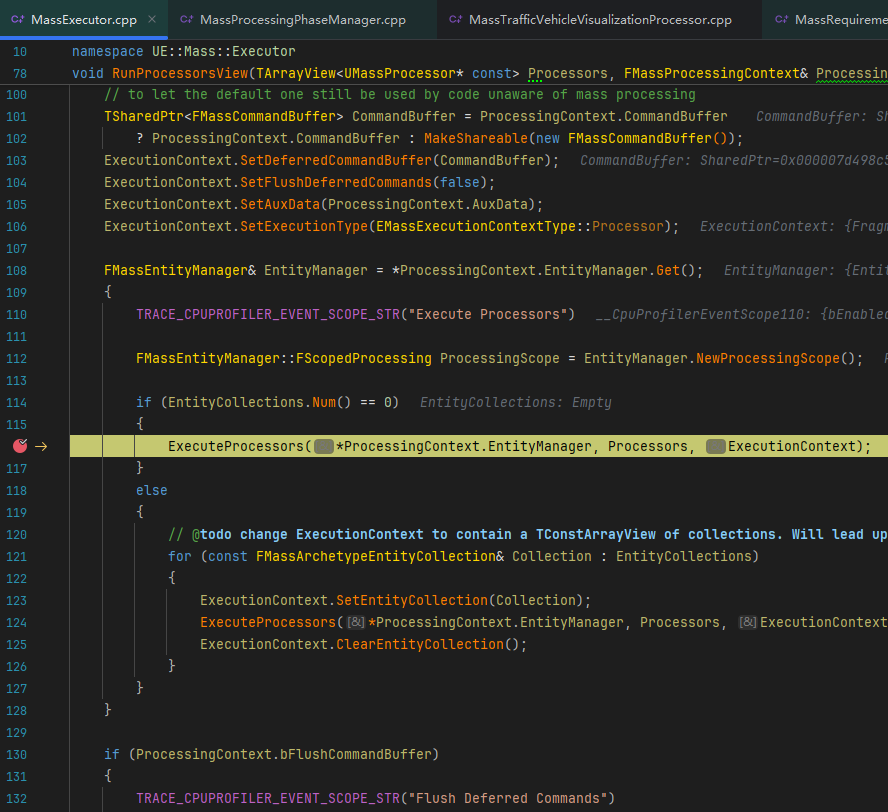 MassExecutor.cpp × MassProcessingPhaseManager.cpp MassTrafficVehicleVisualizationProcessor.cpp MassRequireme
10 namespace UE::Mass::Executor
78 void RunProcessorsView(TArrayView<UMassProcessor* const> Processors, FMassProcessingContext& Processin
100 // to let the default one still be used by code unaware of mass processing
101 TSharedPtr<FMassCommandBuffer> CommandBuffer = ProcessingContext.CommandBuffer CommandBuffer: Sh
102 ? ProcessingContext.CommandBuffer : MakeShareable(new FMassCommandBuffer());
103 ExecutionContext.SetDeferredCommandBuffer(CommandBuffer); CommandBuffer: SharedPtr=0x000007d498c5
104 ExecutionContext.SetFlushDeferredCommands(false);
105 ExecutionContext.SetAuxData(ProcessingContext.AuxData);
106 ExecutionContext.SetExecutionType(EMassExecutionContextType::Processor); ExecutionContext: {Fragm
107
108 FMassEntityManager& EntityManager = *ProcessingContext.EntityManager.Get(); EntityManager: {Entit
109 {
110 TRACE_CPUPROFILER_EVENT_SCOPE_STR("Execute Processors") __CpuProfilerEventScope110: {bEnabled
111
112 FMassEntityManager::FScopedProcessing ProcessingScope = EntityManager.NewProcessingScope();
113
114 if (EntityCollections.Num() == 0) EntityCollections: Empty
115 {
ExecuteProcessors(*ProcessingContext.EntityManager, Processors, ExecutionContext);
117 }
118 else
119 {
120 // @todo change ExecutionContext to contain a TConstArrayView of collections. Will lead up
121 for (const FMassArchetypeEntityCollection& Collection : EntityCollections)
122 {
123 ExecutionContext.SetEntityCollection(Collection);
124 ExecuteProcessors([&]*ProcessingContext.EntityManager, Processors, [&]ExecutionContext
125 ExecutionContext.ClearEntityCollection();
126 }
127 }
128 }
129
130 if (ProcessingContext.bFlushCommandBuffer)
131 {
132 TRACE_CPUPROFILER_EVENT_SCOPE_STR("Flush Deferred Commands")